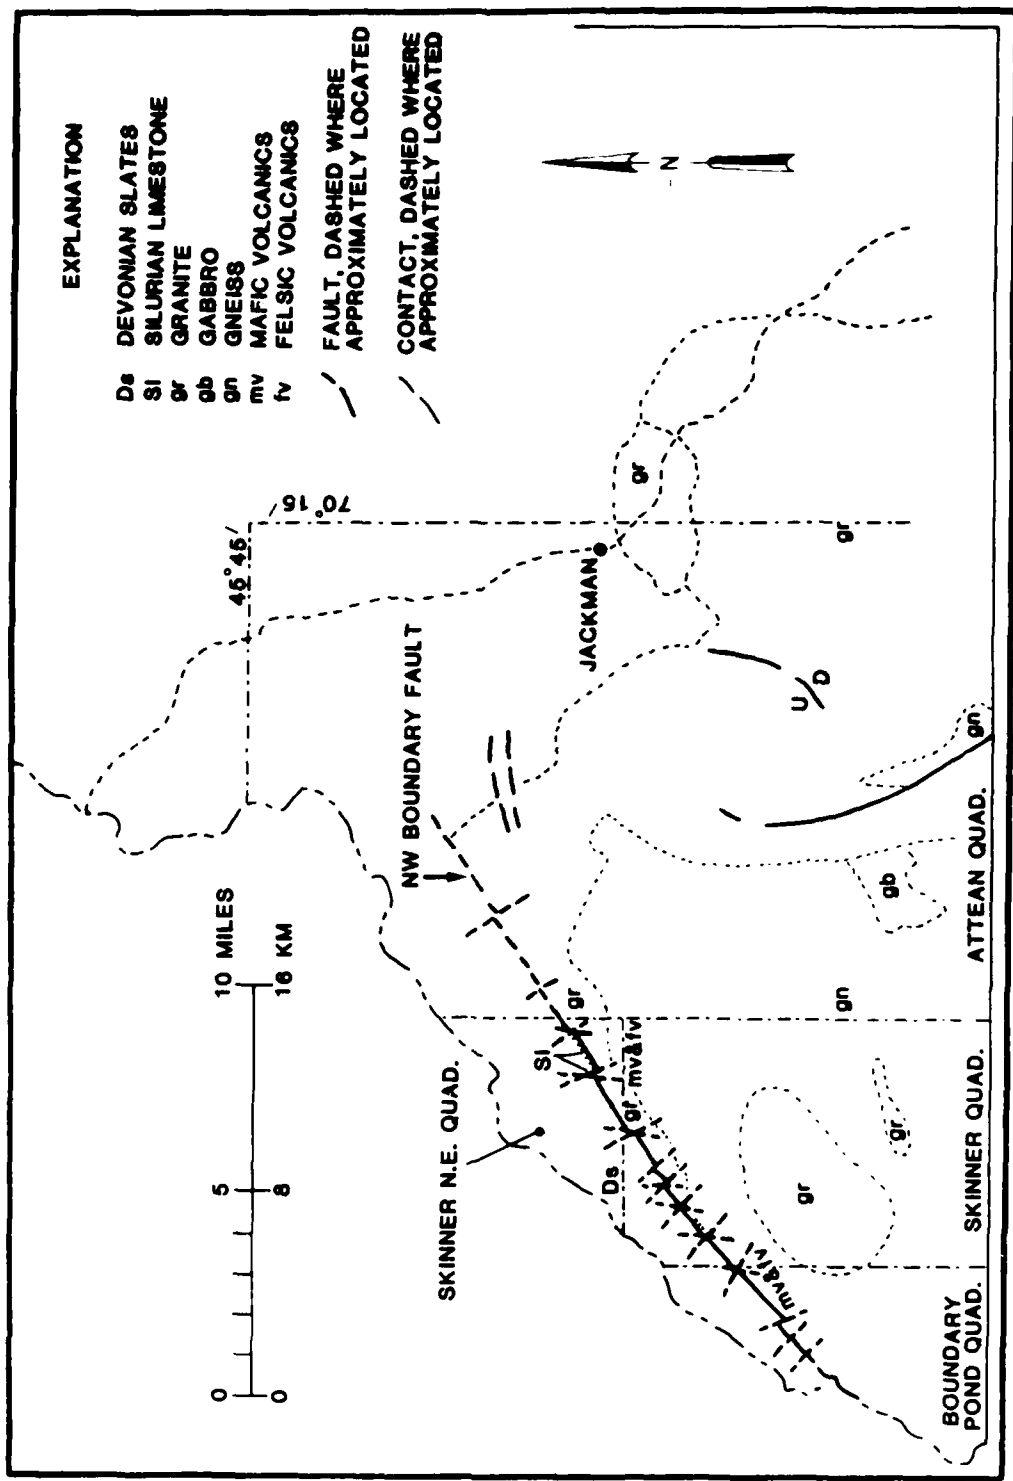 EXPLANATION
Ds DEVONIAN SLATES
Sl SILURIAN LIMESTONE
gr GRANITE
gb GABBRO
gn GNEISS
mv MAFIC VOLCANICS
fv FELSIC VOLCANICS
FAULT, DASHED WHERE
APPROXIMATELY LOCATED
CONTACT, DASHED WHERE
APPROXIMATELY LOCATED
N
0 5 10 MILES
0 8 16 KM
45°45'
70°15'
NW BOUNDARY FAULT
SKINNER N.E. QUAD.
JACKMAN
Sl
gr
gr
gr
Ds
gr
mv&fv
mv&fv
U/D
gn
gb
gn
gr
gr
BOUNDARY
POND QUAD.
SKINNER QUAD.
ATTEAN QUAD.